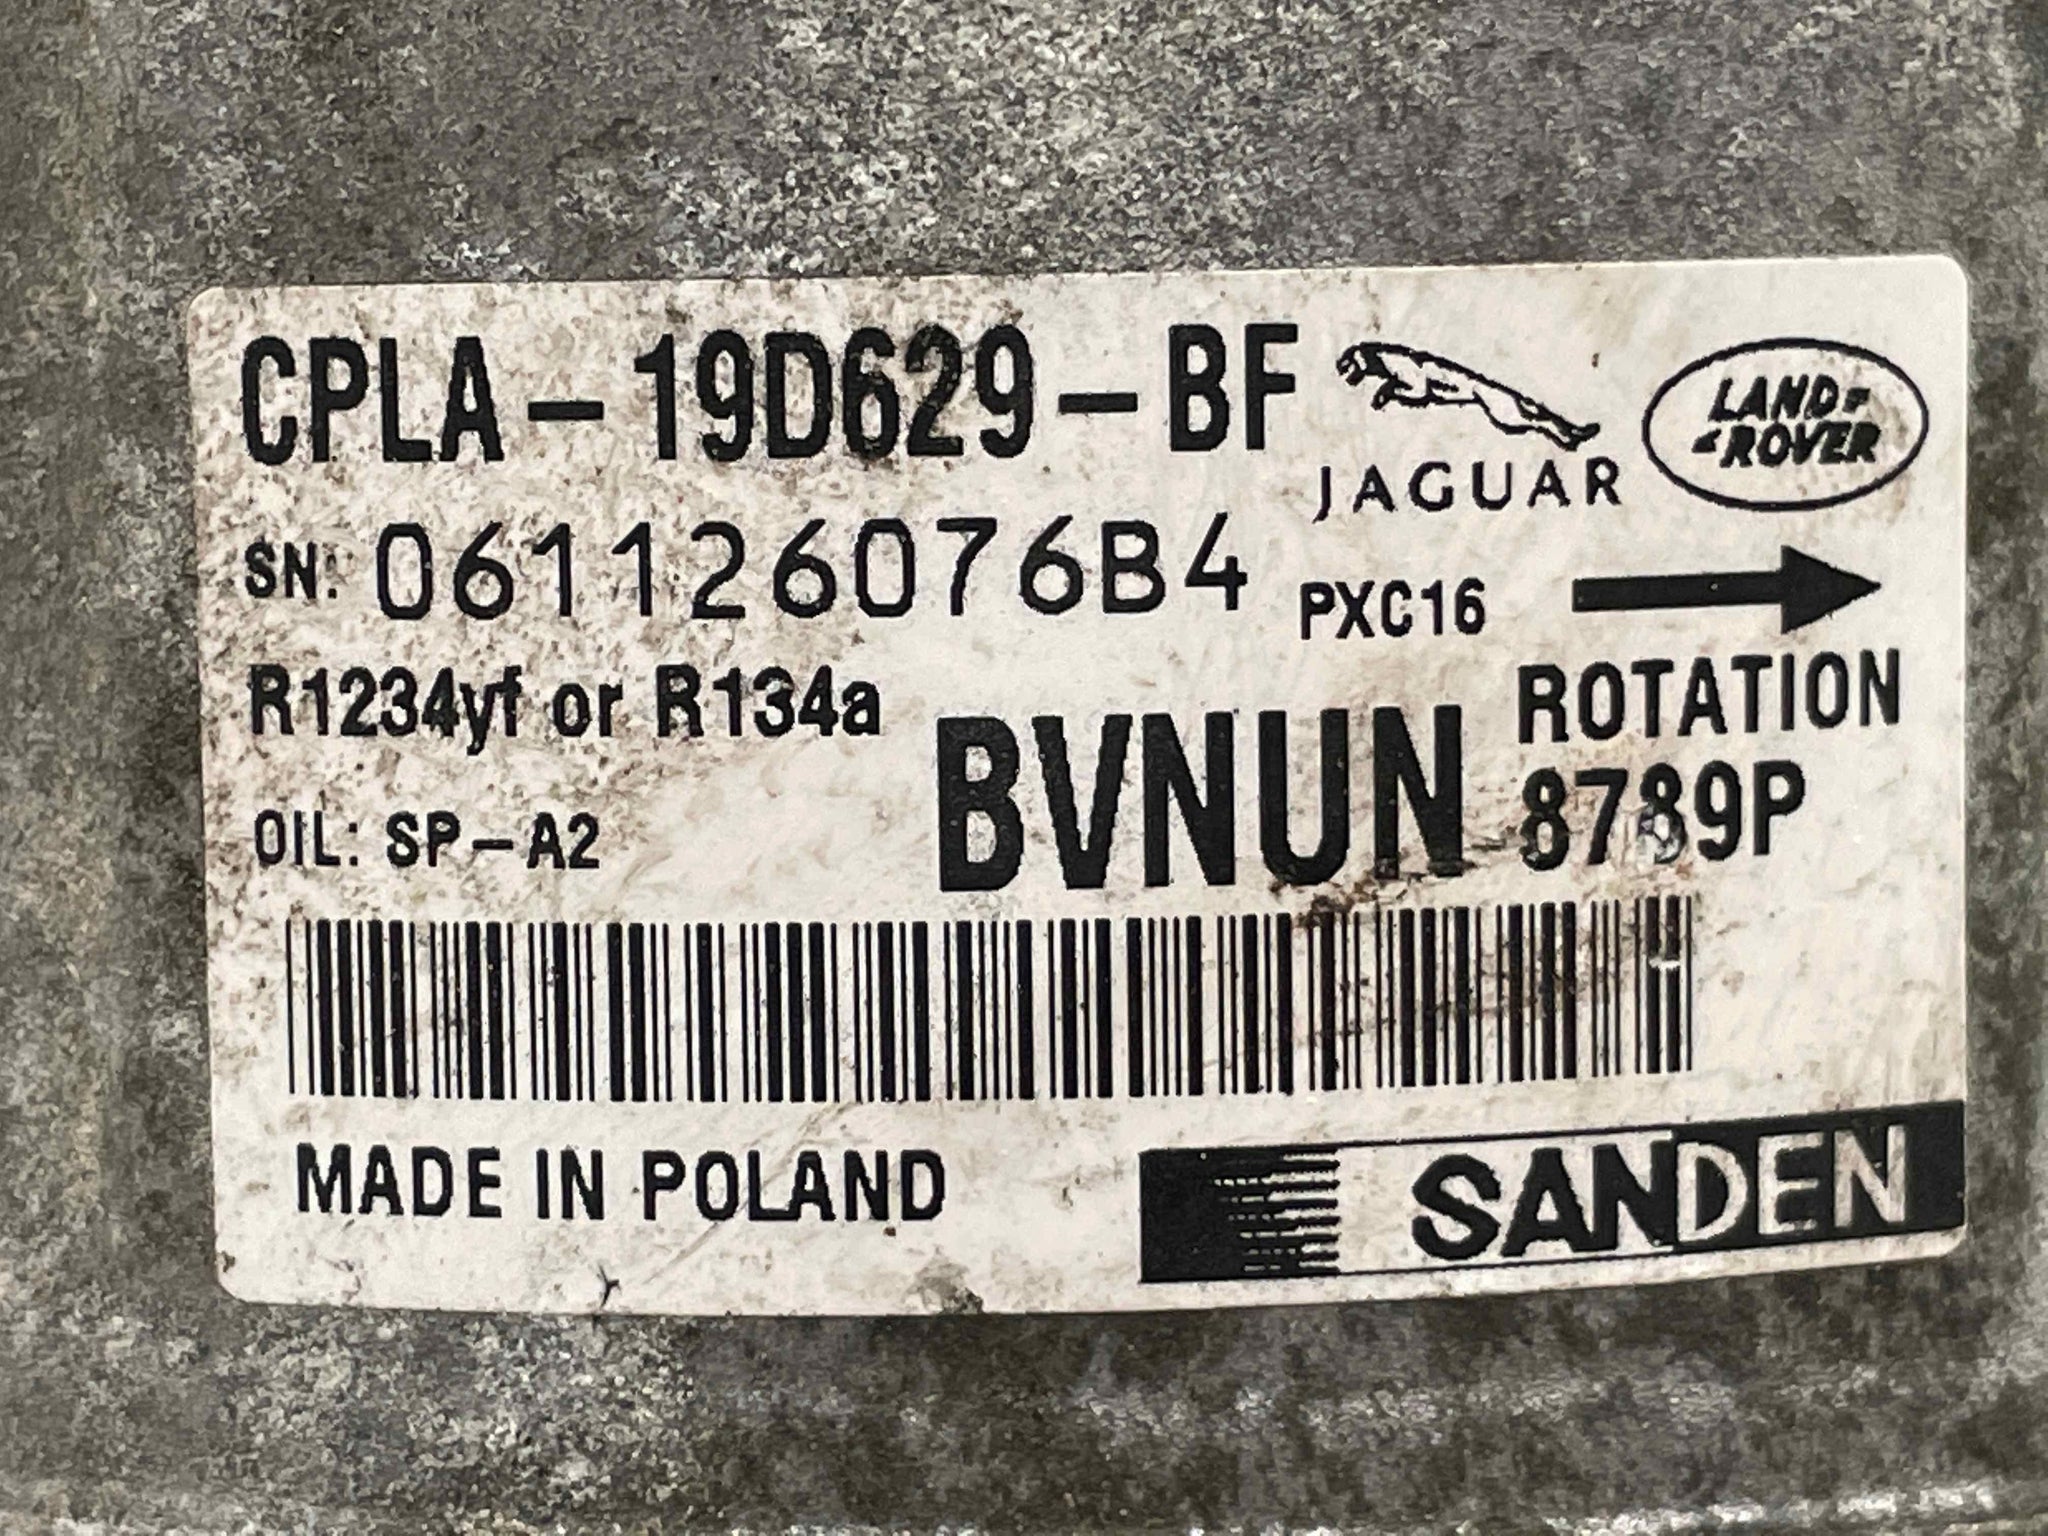 CPLA-19D629-BF
JAGUAR
LAND-
ROVER
SN: 061126076B4
PXC16
R1234yf or R134a
ROTATION
OIL: SP-A2
BVNUN
8789P
MADE IN POLAND
SANDEN